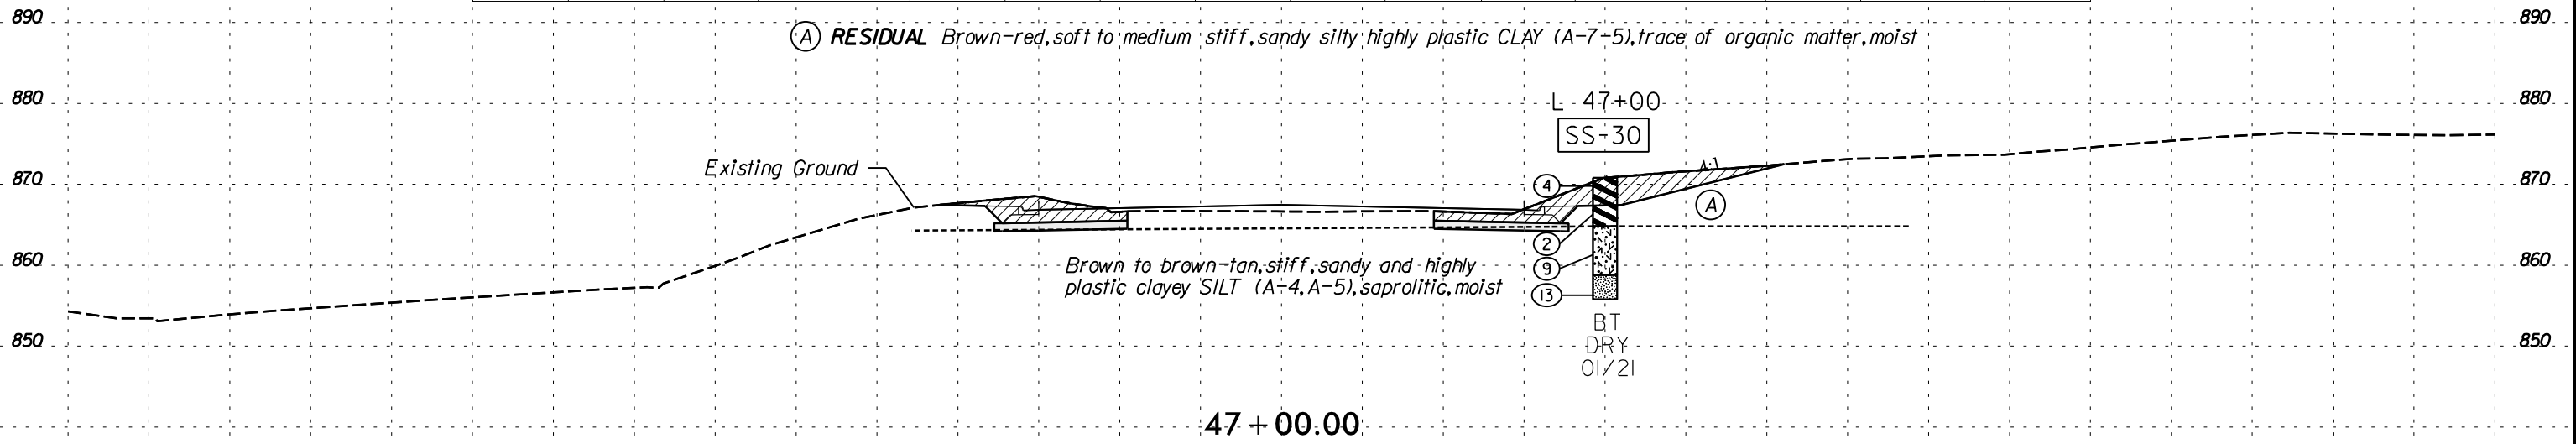 890 890
Ⓐ RESIDUAL Brown-red, soft to medium stiff, sandy silty highly plastic CLAY (A-7-5), trace of organic matter, moist
880 880
L 47+00
SS-30
Existing Ground
4:1
870 870
4
A
2
860 860
Brown to brown-tan, stiff, sandy and highly
plastic clayey SILT (A-4, A-5), saprolitic, moist
9
13
BT
850 850
DRY
01/21
47+00.00